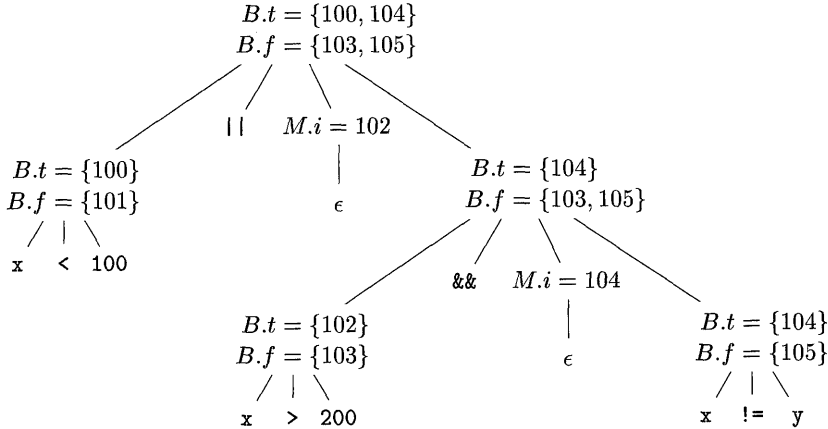 B.t = {100, 104}
B.f = {103, 105}
|| M.i = 102
B.t = {100}
B.f = {101}
ϵ
B.t = {104}
B.f = {103, 105}
x < 100
&& M.i = 104
B.t = {102}
B.f = {103}
ϵ
B.t = {104}
B.f = {105}
x > 200
x != y